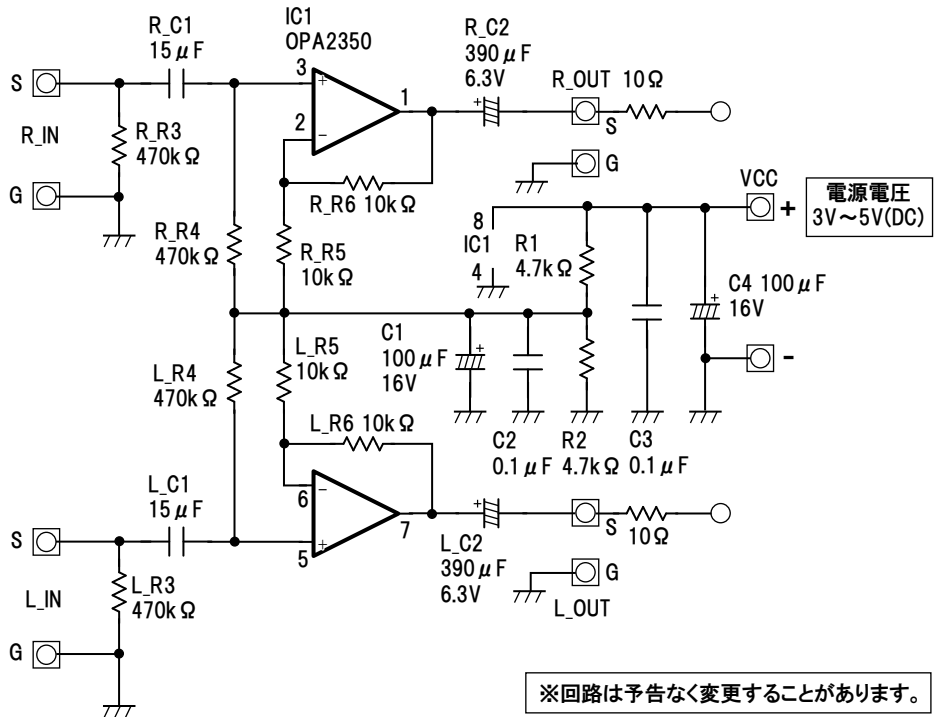 IC1
OPA2350
R_C1
15μF
R_C2
390μF
6.3V
S
3
+
1
R_OUT 10Ω
R_IN
R_R3
470kΩ
2
−
S
G
G
R_R6 10kΩ
VCC
+
電源電圧
3V～5V(DC)
R_R4
470kΩ
R_R5
10kΩ
8
IC1
4
R1
4.7kΩ
C4 100μF
16V
+
L_R4
470kΩ
L_R5
10kΩ
C1
100μF
16V
+
-
L_R6 10kΩ
C2
0.1μF
R2
4.7kΩ
C3
0.1μF
L_C1
15μF
6
−
7
+
S
10Ω
S
5
+
L_C2
390μF
6.3V
L_IN
L_R3
470kΩ
G
L_OUT
G
※回路は予告なく変更することがあります。